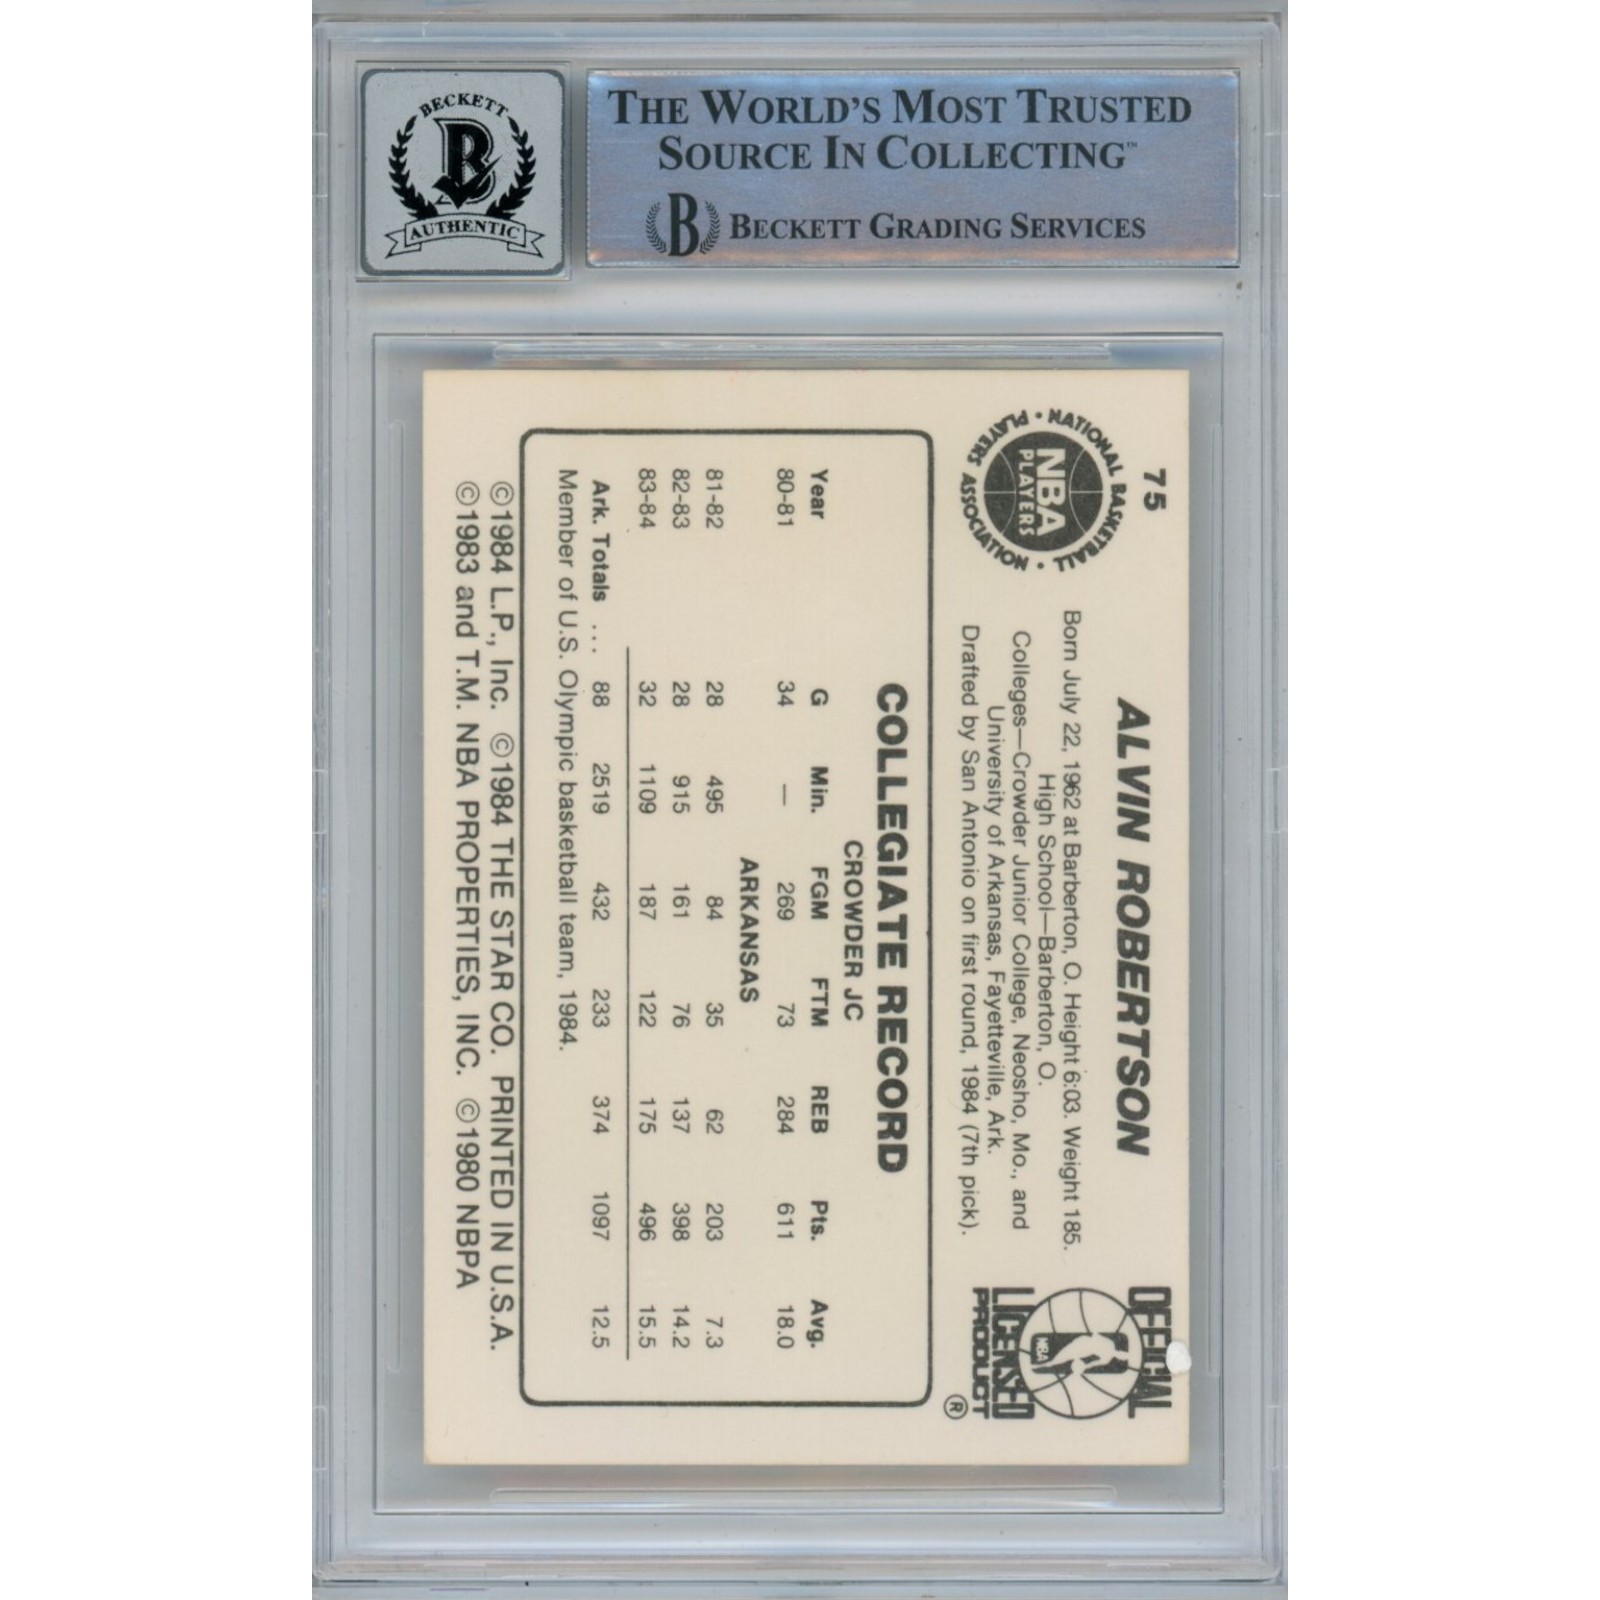 BECKETT
B
AUTHENTIC
THE WORLD'S MOST TRUSTED
SOURCE IN COLLECTING™
B BECKETT GRADING SERVICES
75
NATIONAL BASKETBALL PLAYERS ASSOCIATION
NBA
PLAYERS
ALVIN ROBERTSON
Born July 22, 1962 at Barberton, O. Height 6:03. Weight 185.
High School—Barberton, O.
Colleges—Crowder Junior College, Neosho, Mo., and
University of Arkansas, Fayetteville, Ark.
Drafted by San Antonio on first round, 1984 (7th pick).
OFFICIAL
NBA
LICENSED
PRODUCT
®
COLLEGIATE RECORD
CROWDER JC
Year G Min. FGM FTM REB Pts. Avg.
80-81 34 — 269 73 284 611 18.0
ARKANSAS
81-82 28 495 84 35 62 203 7.3
82-83 28 915 161 76 137 398 14.2
83-84 32 1109 187 122 175 496 15.5
Ark. Totals ... 88 2519 432 233 374 1097 12.5
Member of U.S. Olympic basketball team, 1984.
©1984 L.P., Inc. ©1984 THE STAR CO. PRINTED IN U.S.A.
©1983 and T.M. NBA PROPERTIES, INC. ©1980 NBPA